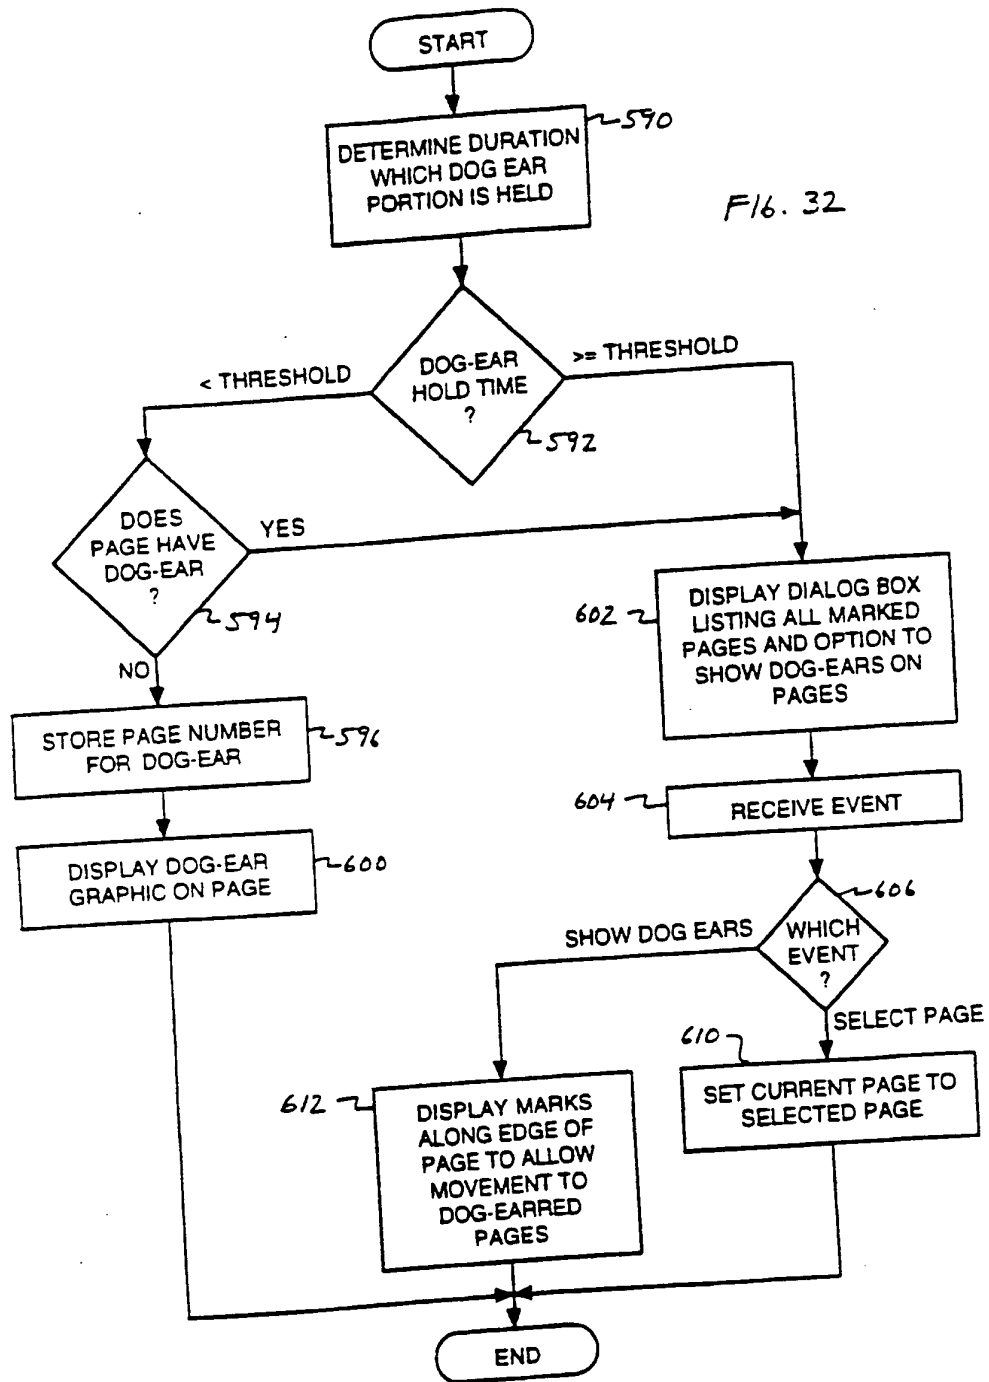 START
DETERMINE DURATION
WHICH DOG EAR
PORTION IS HELD
590
FIG. 32
DOG-EAR
HOLD TIME
?
592
< THRESHOLD
>= THRESHOLD
DOES
PAGE HAVE
DOG-EAR
?
594
YES
NO
602
DISPLAY DIALOG BOX
LISTING ALL MARKED
PAGES AND OPTION TO
SHOW DOG-EARS ON
PAGES
STORE PAGE NUMBER
FOR DOG-EAR
596
604
RECEIVE EVENT
DISPLAY DOG-EAR
GRAPHIC ON PAGE
600
606
WHICH
EVENT
?
SHOW DOG EARS
SELECT PAGE
610
SET CURRENT PAGE TO
SELECTED PAGE
612
DISPLAY MARKS
ALONG EDGE OF
PAGE TO ALLOW
MOVEMENT TO
DOG-EARRED
PAGES
END